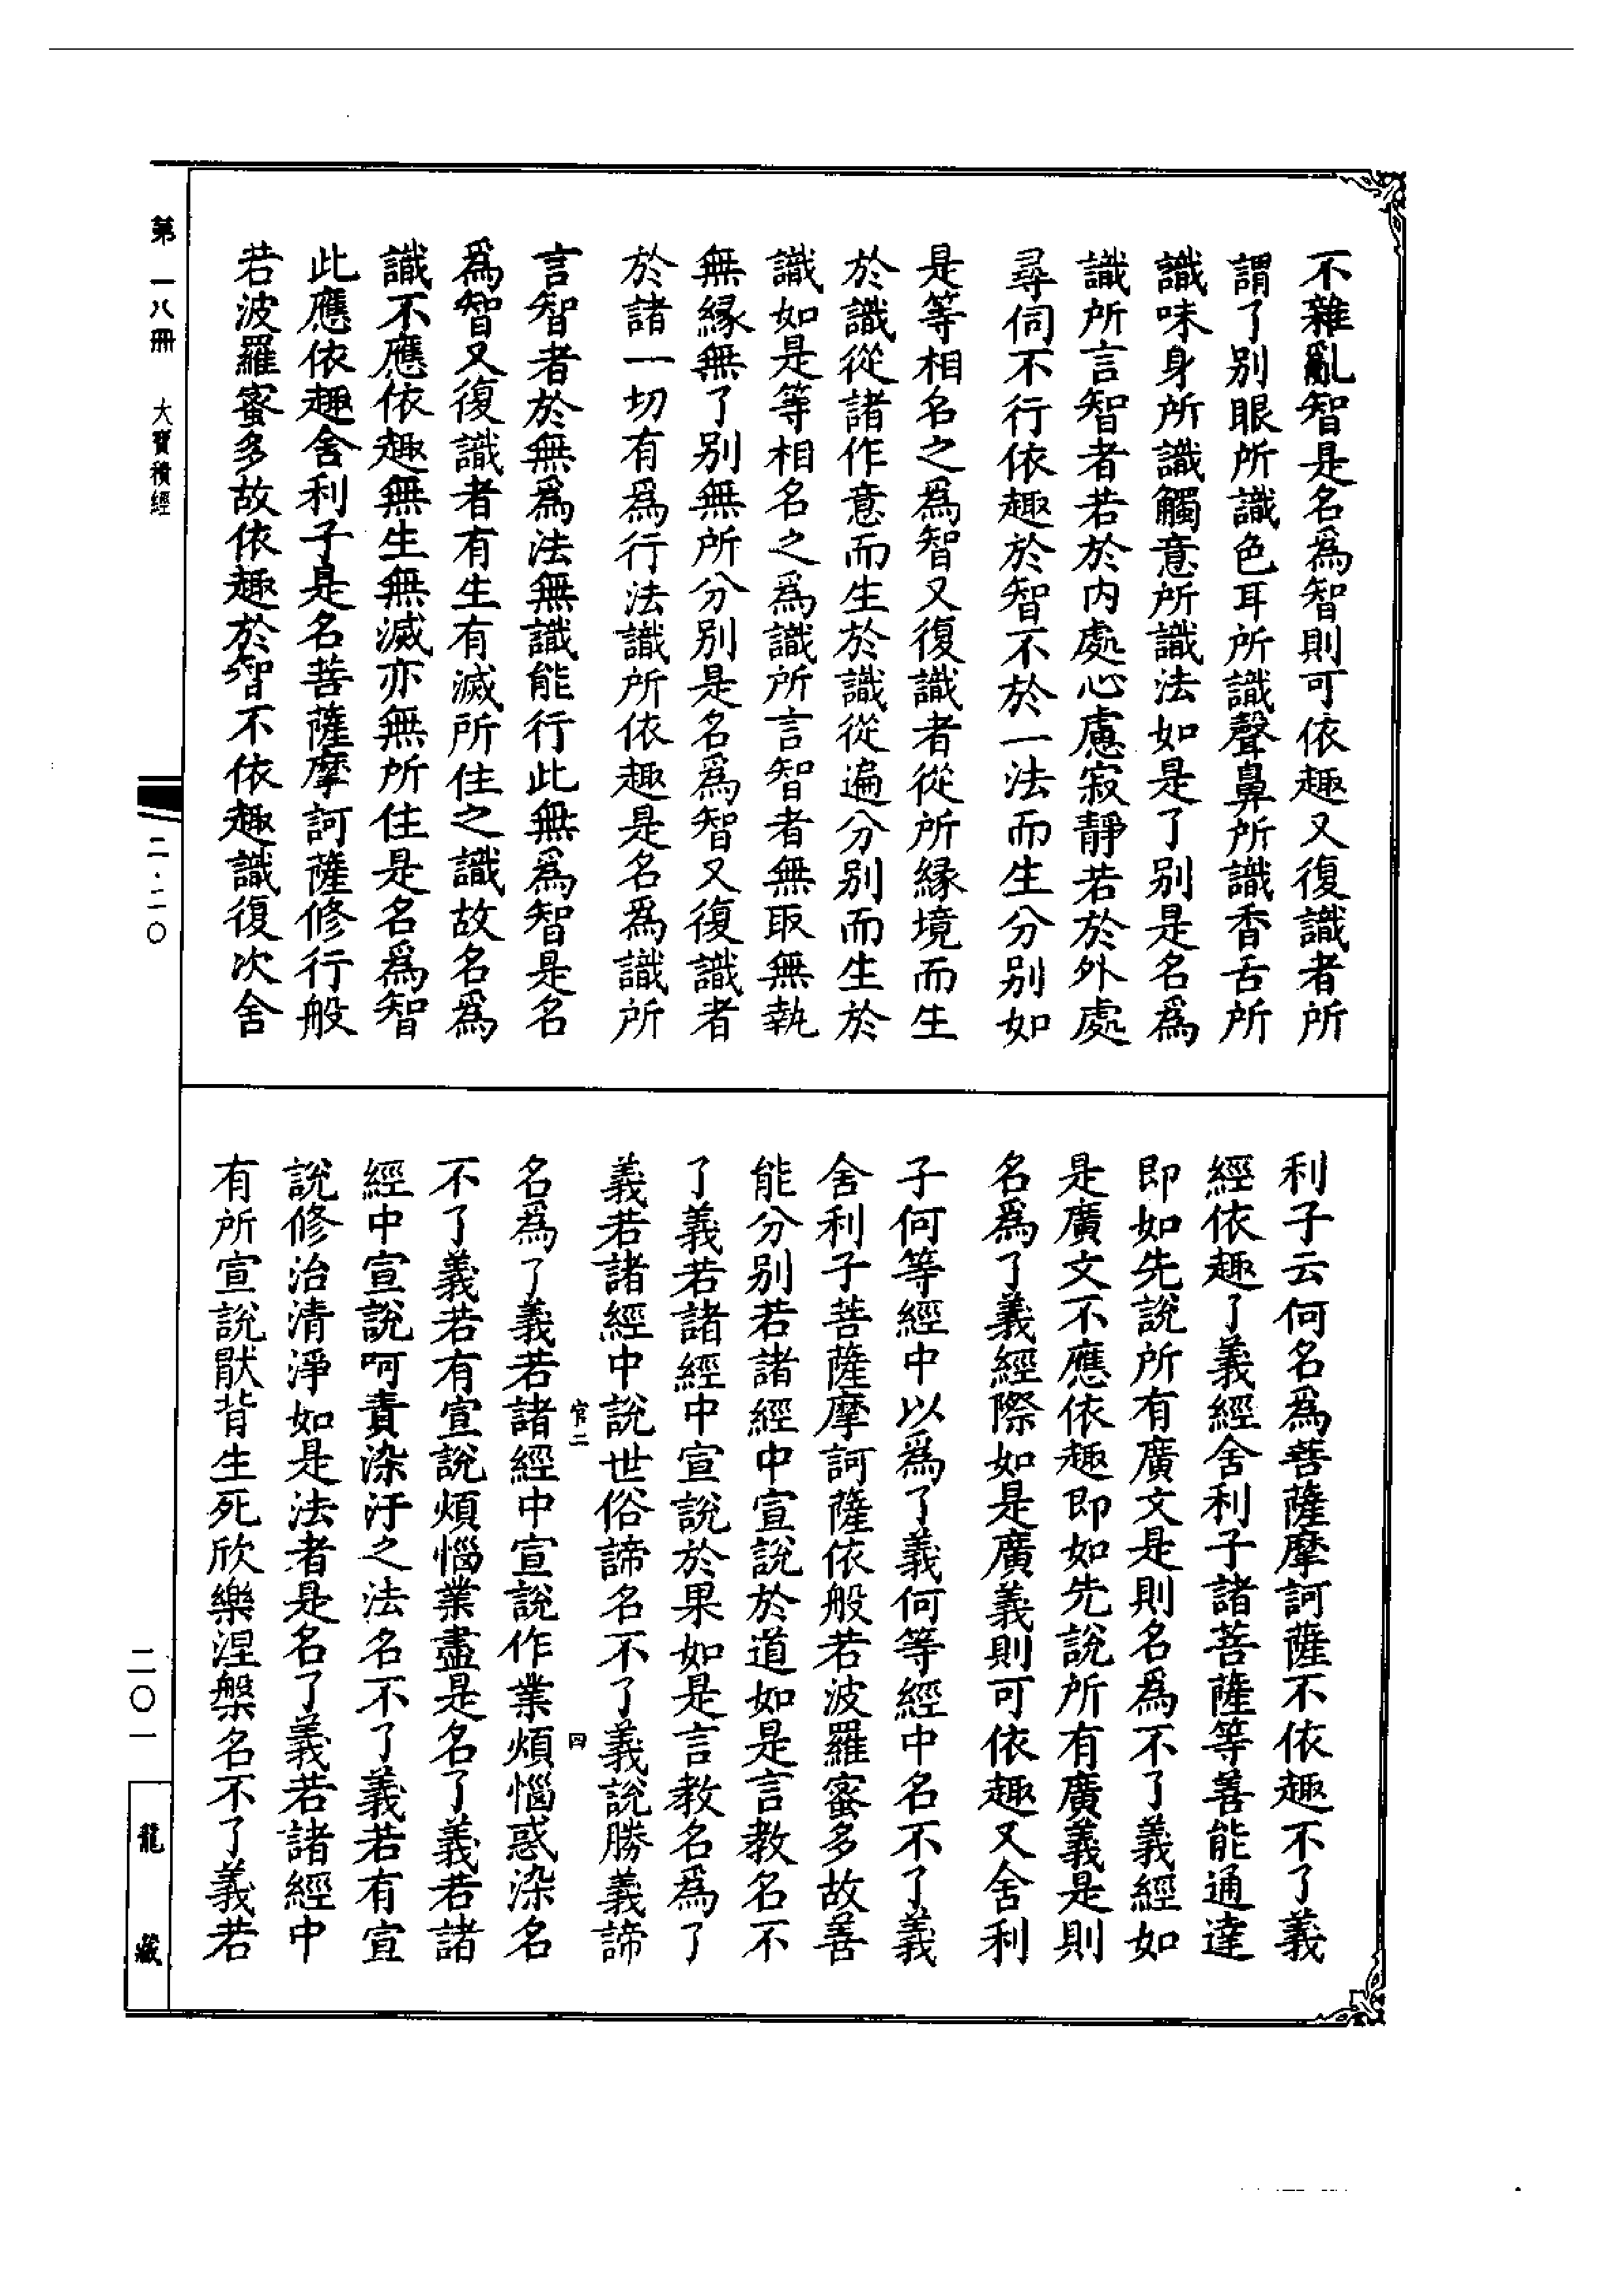 不雜亂智是名爲智則可依趣又復識者所
謂了别眼所識色耳所識聲鼻所識香舌所
識味身所識觸意所識法如是了别是名爲
識所言智者若於内處心慮寂靜若於外處
尋伺不行依趣於智不於一法而生分别如
是等相名之爲智又復識者從所縁境而生
於識從諸作意而生於識從遍分别而生於
識如是等相名之爲識所言智者無取無執
無縁無了别無所分别是名爲智又復識者
於諸一切有爲行法識所依趣是名爲識所
言智者於無爲法無識能行此無爲智是名
爲智又復識者有生有滅所住之識故名爲
識不應依趣無生無滅亦無所住是名爲智
此應依趣舍利子是名菩薩摩訶薩修行般
若波羅蜜多故依趣於智不依趣識復次舍
利子云何名爲菩薩摩訶薩不依趣不了義
經依趣了義經舍利子諸菩薩等善能通達
即如先說所有廣文是則名爲不了義經如
是廣文不應依趣即如先說所有廣義是則
名爲了義經際如是廣義則可依趣又舍利
子何等經中以爲了義何等經中名不了義
舍利子菩薩摩訶薩依般若波羅蜜多故善
能分别若諸經中宣說於道如是言教名不
了義若諸經中宣說於果如是言教名爲了
義若諸經中說世俗諦名不了義說勝義諦
官二 四
名爲了義若諸經中宣說作業煩惱惑染名
不了義若有宣說煩惱業盡是名了義若諸
經中宣說呵責染汙之法名不了義若有宣
說修治清淨如是法者是名了義若諸經中
有所宣說厭背生死欣樂涅槃名不了義若
第一八冊 大寶積經
二·二〇
二〇一
龍藏